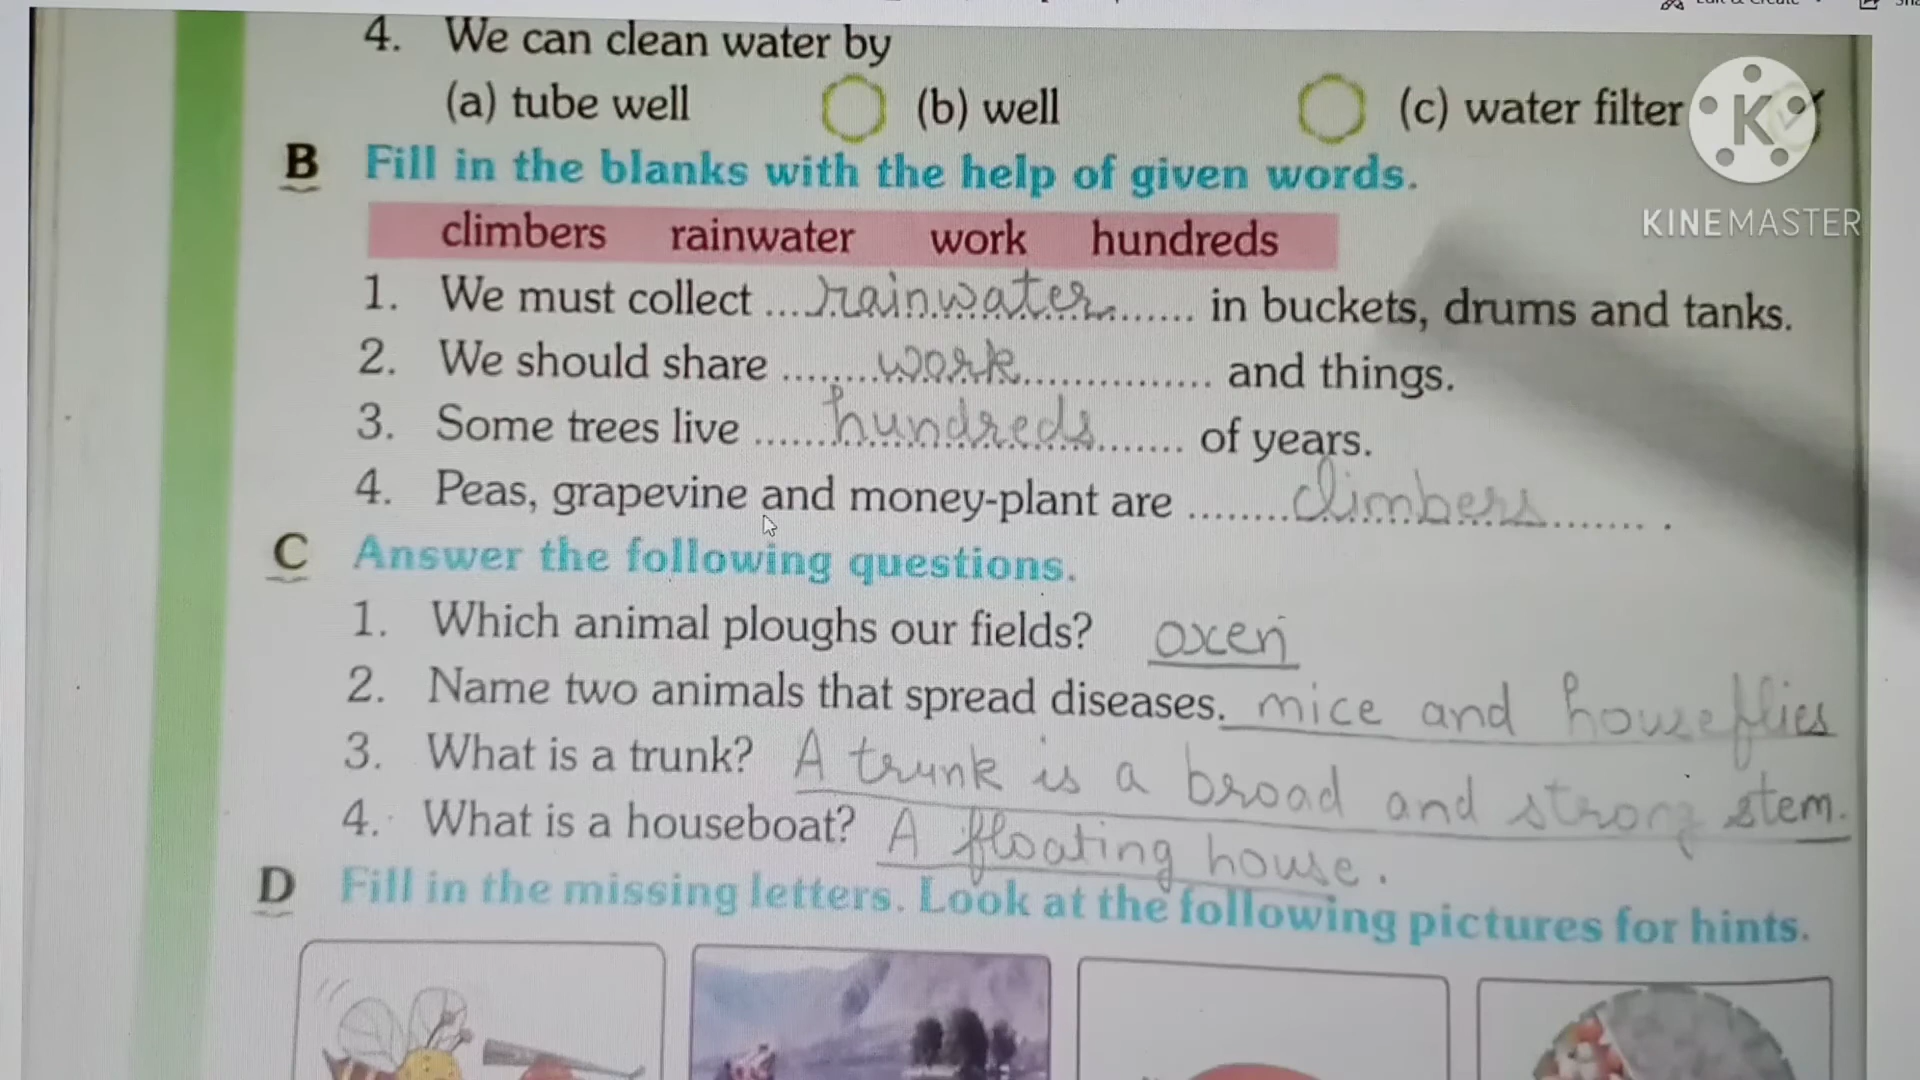 4. We can clean water by
(a) tube well (b) well (c) water filter
K
KINEMASTER
B Fill in the blanks with the help of given words.
climbers rainwater work hundreds
1. We must collect ...rainwater....... in buckets, drums and tanks.
2. We should share .......work............... and things.
3. Some trees live ......hundreds....... of years.
4. Peas, grapevine and money-plant are ........climbers....... .
C Answer the following questions.
1. Which animal ploughs our fields? oxen
2. Name two animals that spread diseases. mice and houseflies
3. What is a trunk? A trunk is a broad and strong stem.
4. What is a houseboat? A floating house.
D Fill in the missing letters. Look at the following pictures for hints.